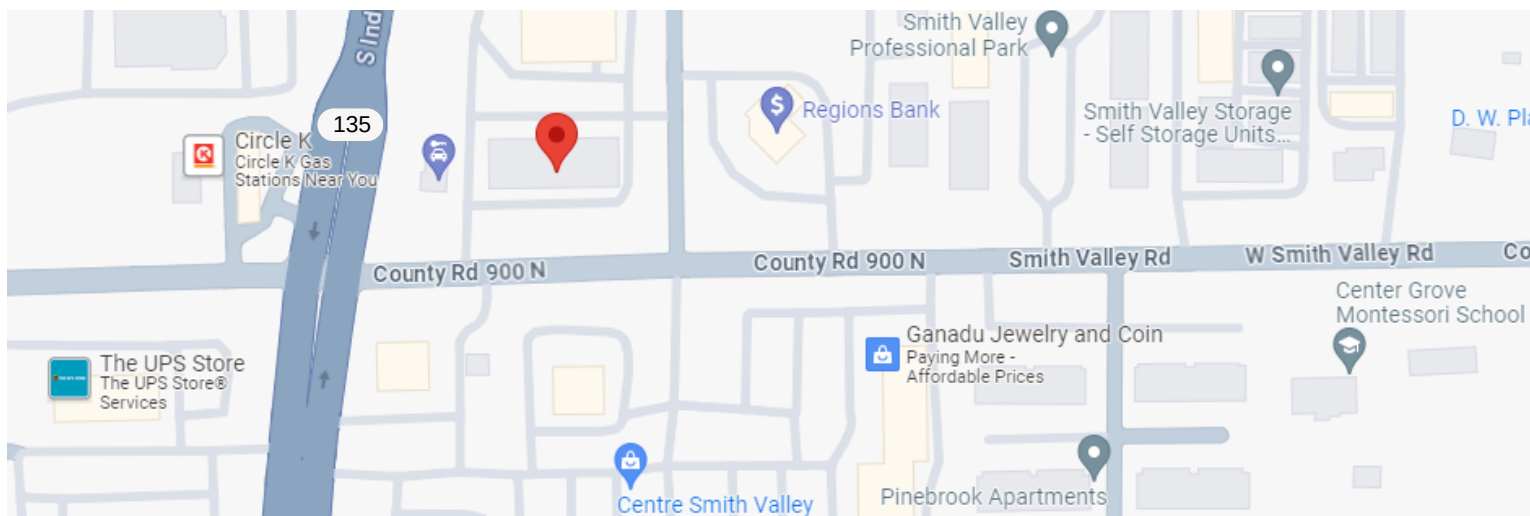 S Ind
135
Smith Valley
Professional Park
Regions Bank
Smith Valley Storage
- Self Storage Units...
D. W. Pla
Circle K
Circle K Gas
Stations Near You
County Rd 900 N
County Rd 900 N
Smith Valley Rd
W Smith Valley Rd
Co
Center Grove
Montessori School
The UPS Store
The UPS Store®
Services
Ganadu Jewelry and Coin
Paying More -
Affordable Prices
Pinebrook Apartments
Centre Smith Valley